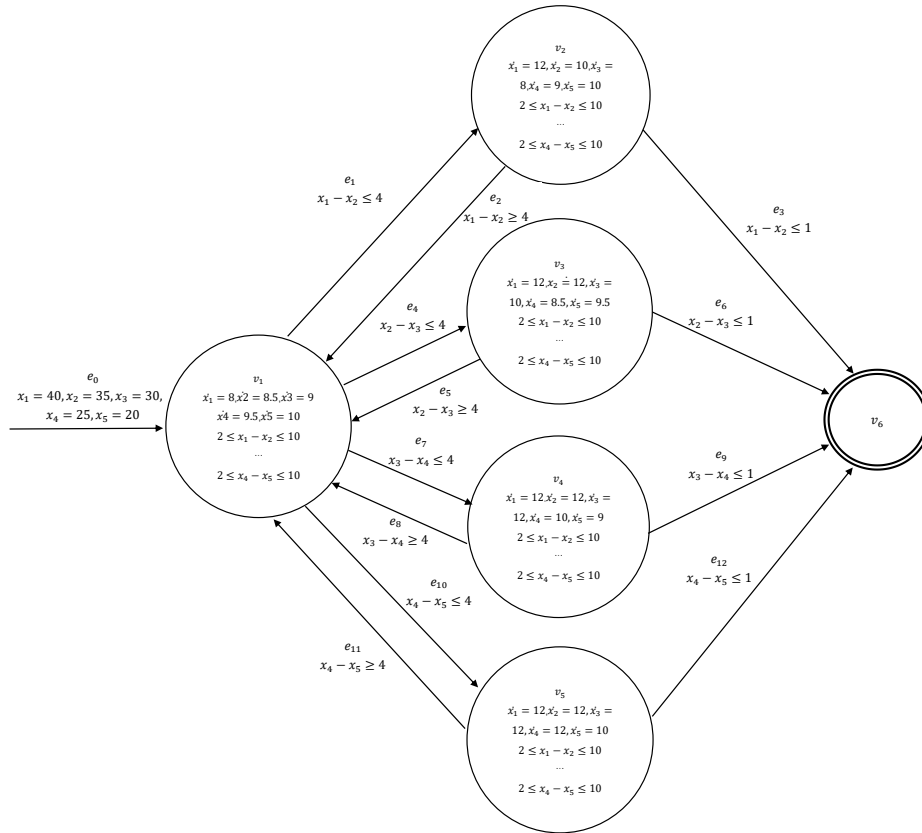 v₂
ẋ₁ = 12, ẋ₂ = 10, ẋ₃ =
8, ẋ₄ = 9, ẋ₅ = 10
2 ≤ x₁ − x₂ ≤ 10
...
2 ≤ x₄ − x₅ ≤ 10
e₁
x₁ − x₂ ≤ 4
e₂
x₁ − x₂ ≥ 4
e₃
x₁ − x₂ ≤ 1
v₃
ẋ₁ = 12, x₂ =̇ 12, ẋ₃ =
10, ẋ₄ = 8.5, ẋ₅ = 9.5
2 ≤ x₁ − x₂ ≤ 10
...
2 ≤ x₄ − x₅ ≤ 10
e₄
x₂ − x₃ ≤ 4
e₆
x₂ − x₃ ≤ 1
e₀
x₁ = 40, x₂ = 35, x₃ = 30,
x₄ = 25, x₅ = 20
v₁
ẋ₁ = 8, ẋ2 = 8.5, ẋ3 = 9
ẋ4 = 9.5, ẋ5 = 10
2 ≤ x₁ − x₂ ≤ 10
...
2 ≤ x₄ − x₅ ≤ 10
e₅
x₂ − x₃ ≥ 4
v₆
e₇
x₃ − x₄ ≤ 4
e₉
x₃ − x₄ ≤ 1
v₄
ẋ₁ = 12 ẋ₂ = 12, ẋ₃ =
12, ẋ₄ = 10, ẋ₅ = 9
2 ≤ x₁ − x₂ ≤ 10
...
2 ≤ x₄ − x₅ ≤ 10
e₈
x₃ − x₄ ≥ 4
e₁₀
x₄ − x₅ ≤ 4
e₁₂
x₄ − x₅ ≤ 1
e₁₁
x₄ − x₅ ≥ 4
v₅
ẋ₁ = 12, ẋ₂ = 12, ẋ₃ =
12, ẋ₄ = 12, ẋ₅ = 10
2 ≤ x₁ − x₂ ≤ 10
...
2 ≤ x₄ − x₅ ≤ 10